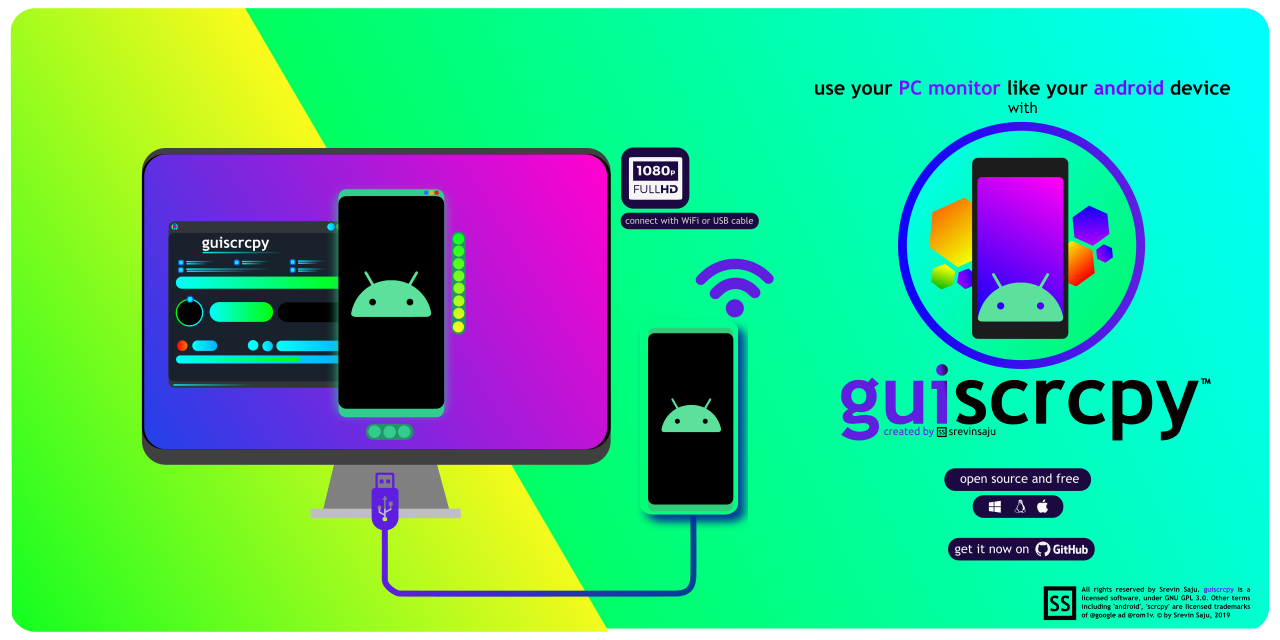 use your PC monitor like your android device
with
1080p
FULLHD
connect with WiFi or USB cable
guiscrcpy
guiscrcpy™
created by SS srevinsaju
open source and free
get it now on GitHub
SS
All rights reserved by Srevin Saju. guiscrcpy is a
licensed software, under GNU GPL 3.0. Other terms
including 'android', 'scrcpy' are licensed trademarks
of @google ad @rom1v. © by Srevin Saju, 2019